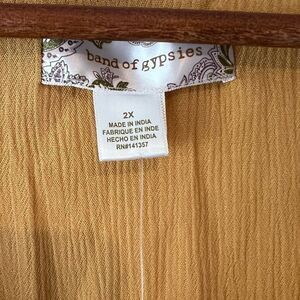 band of gypsies
2X
MADE IN INDIA
FABRIQUE EN INDE
HECHO EN INDIA
RN#141357